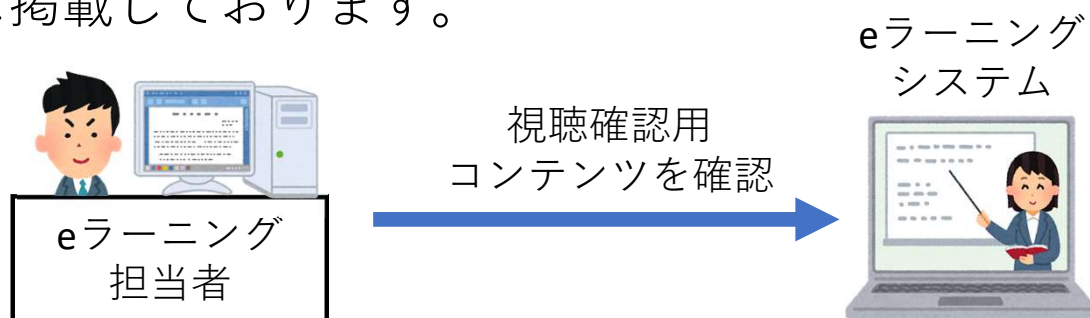 掲載しております。
eラーニング
システム
視聴確認用
コンテンツを確認
eラーニング
担当者